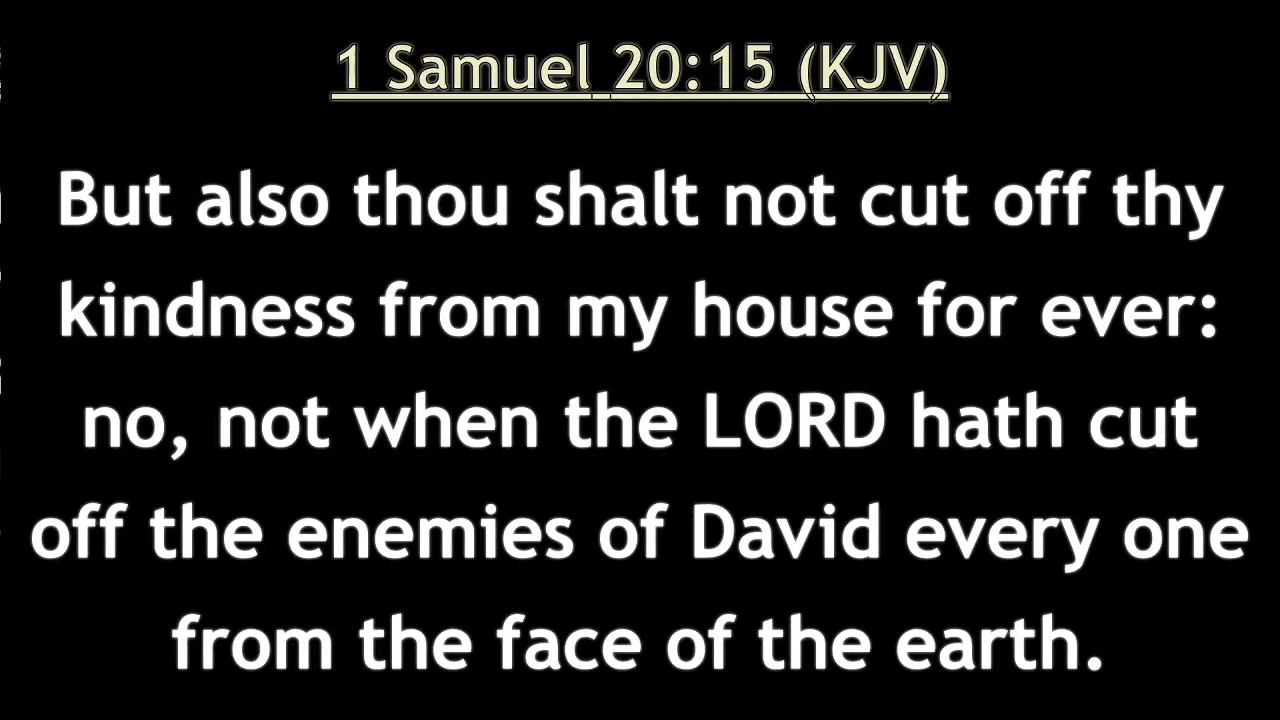 1 Samuel 20:15 (KJV)
But also thou shalt not cut off thy
kindness from my house for ever:
no, not when the LORD hath cut
off the enemies of David every one
from the face of the earth.